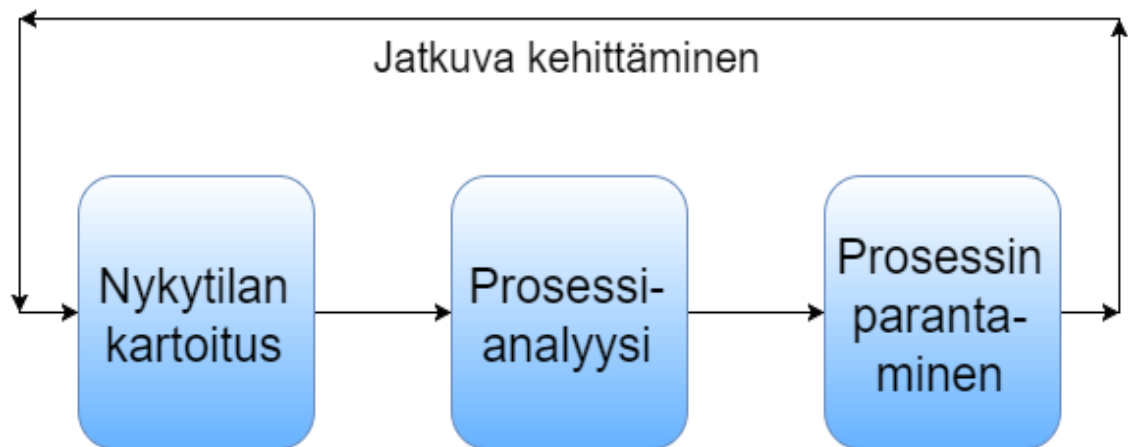 Jatkuva kehittäminen
Nykytilan
kartoitus
Prosessi-
analyysi
Prosessin
paranta-
minen